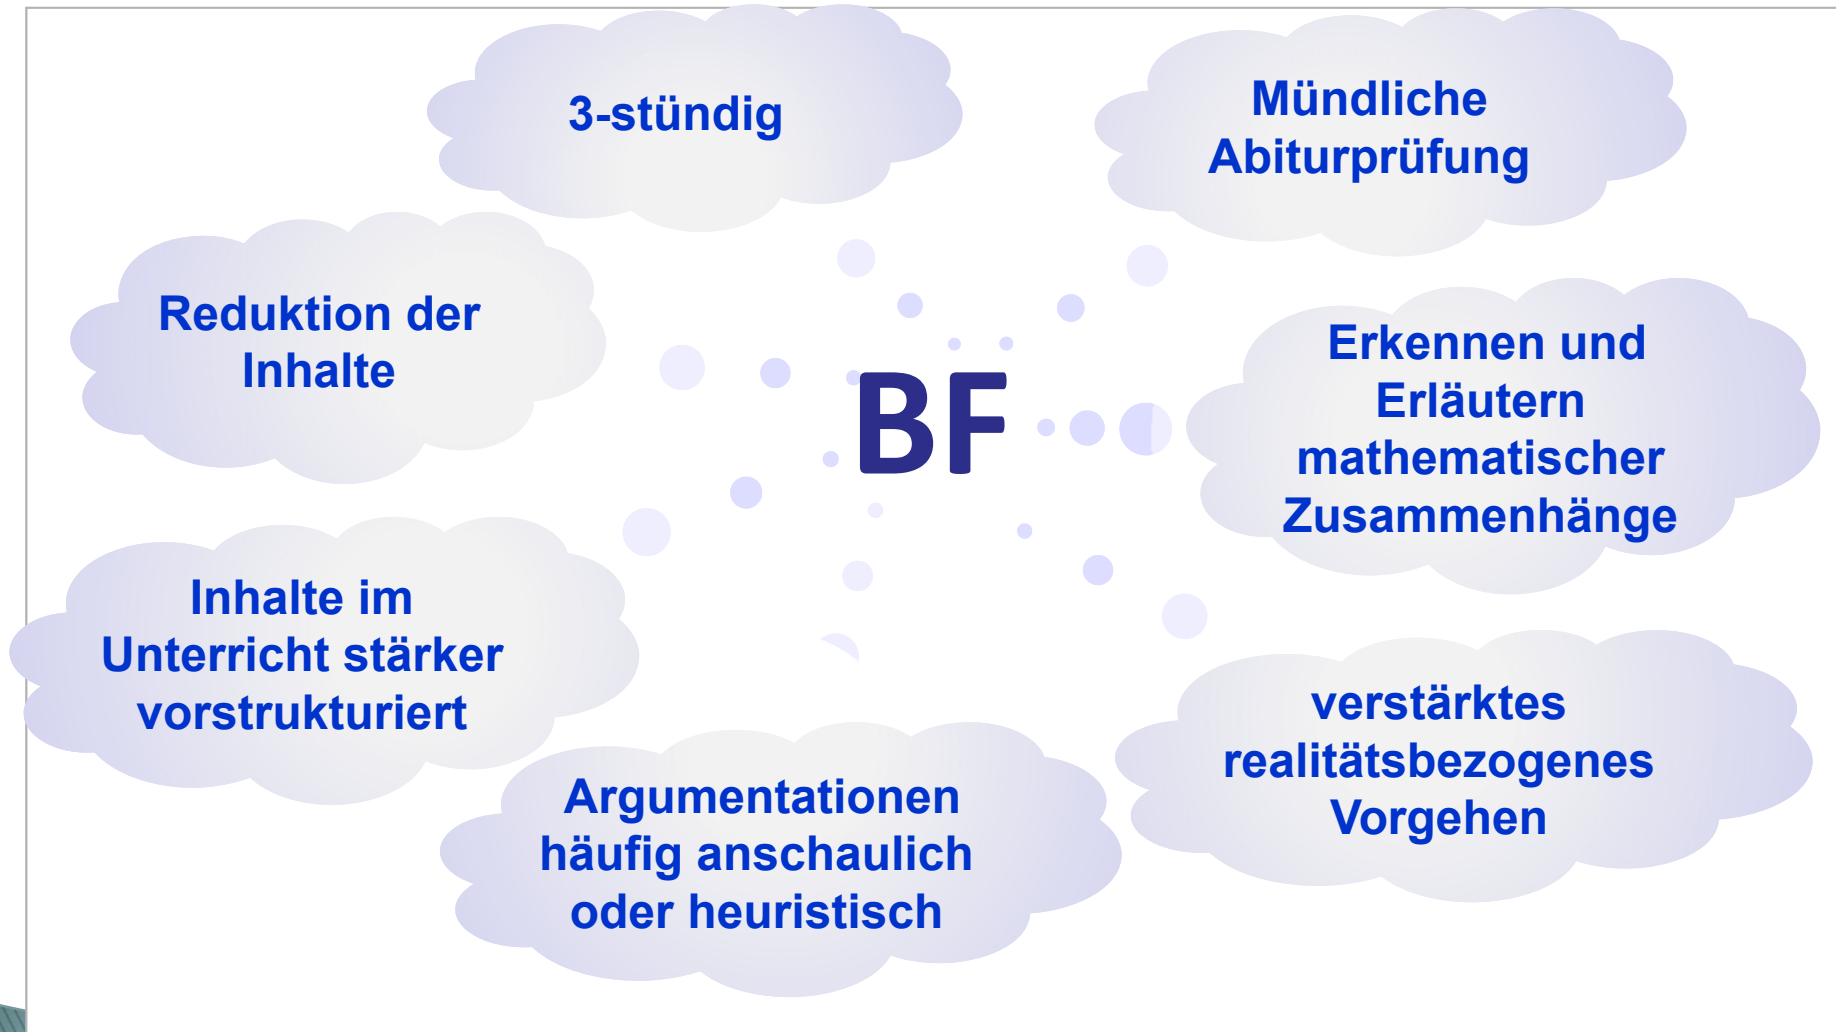 3-stündig
Mündliche
Abiturprüfung
Reduktion der
Inhalte
Erkennen und
Erläutern
mathematischer
Zusammenhänge
BF
Inhalte im
Unterricht stärker
vorstrukturiert
verstärktes
realitätsbezogenes
Vorgehen
Argumentationen
häufig anschaulich
oder heuristisch